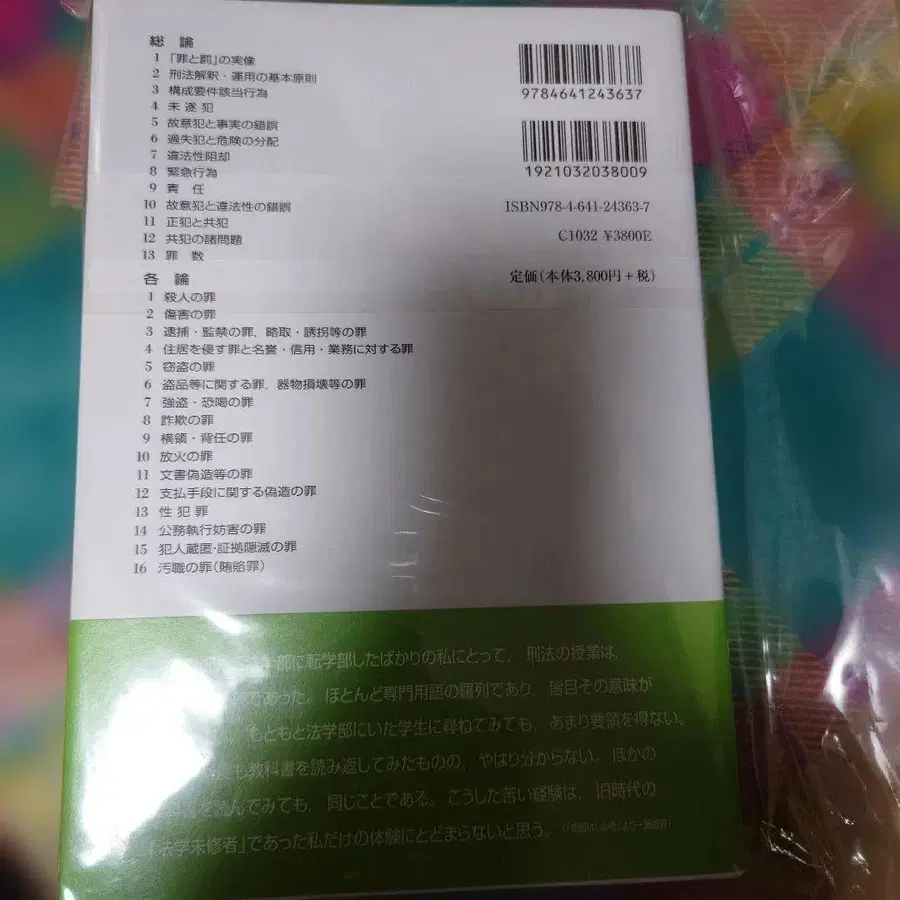 総 論
1 「罪と罰」の実像
2 刑法解釈・運用の基本原則
3 構成要件該当行為
4 未 遂 犯
5 故意犯と事実の錯誤
6 過失犯と危険の分配
7 違法性阻却
8 緊急行為
9 責 任
10 故意犯と違法性の錯誤
11 正犯と共犯
12 共犯の諸問題
13 罪 数
各 論
1 殺人の罪
2 傷害の罪
3 逮捕・監禁の罪，略取・誘拐等の罪
4 住居を侵す罪と名誉・信用・業務に対する罪
5 窃盗の罪
6 盗品等に関する罪，器物損壊等の罪
7 強盗・恐喝の罪
8 詐欺の罪
9 横領・背任の罪
10 放火の罪
11 文書偽造等の罪
12 支払手段に関する偽造の罪
13 性 犯 罪
14 公務執行妨害の罪
15 犯人蔵匿・証拠隠滅の罪
16 汚職の罪（賄賂罪）
9784641243637
1921032038009
ISBN978-4-641-24363-7
C1032 ¥3800E
定価（本体3,800円＋税）
前に転学部したばかりの私にとって，刑法の授業は，
であった。ほとんど専門用語の羅列であり，皆目その意味が
もともと法学部にいた学生に尋ねてみても，あまり要領を得ない。
も教科書を読み返してみたものの，やはり分からない。ほかの
を読んでみても，同じことである。こうした苦い経験は，旧時代の
「法学未修者」であった私だけの体験にとどまらないと思う。